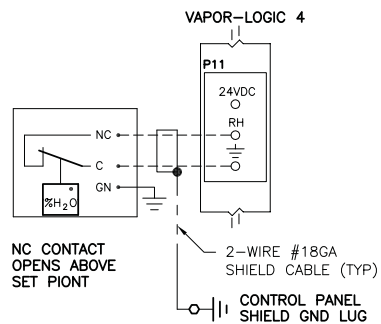 VAPOR-LOGIC 4
P11
24VDC
NC
RH
C
GN
%H2O
NC CONTACT
OPENS ABOVE
SET PIONT
2-WIRE #18GA
SHIELD CABLE (TYP)
CONTROL PANEL
SHIELD GND LUG